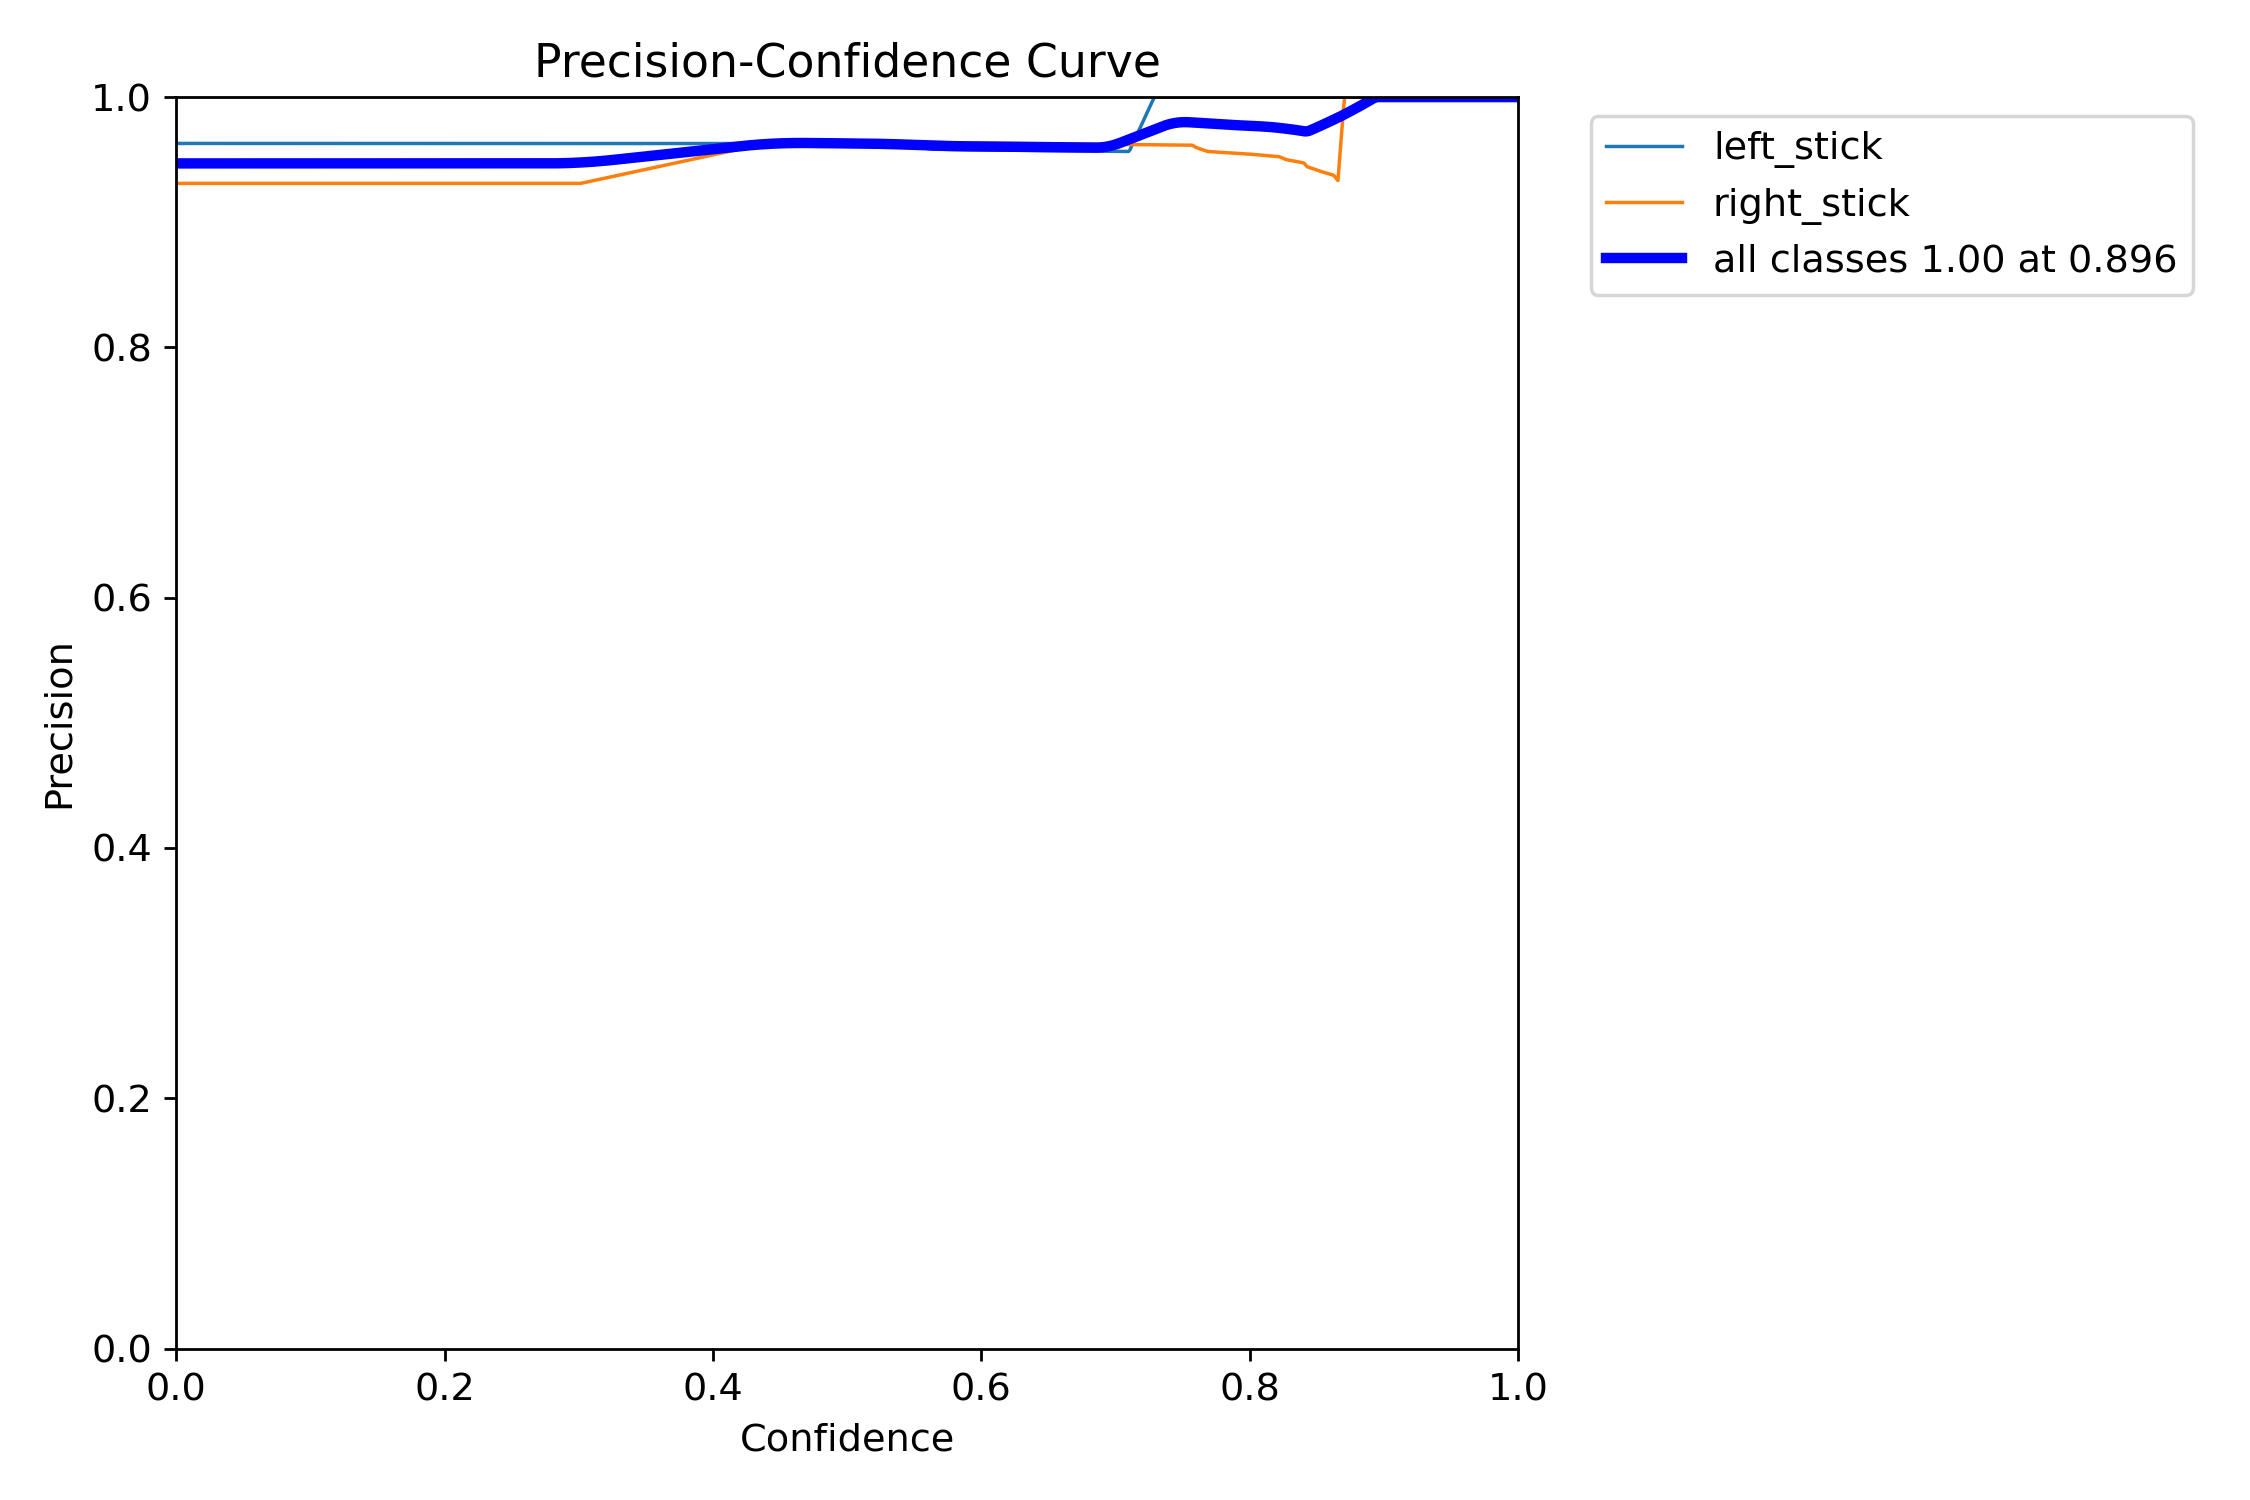 Precision-Confidence Curve
1.0
0.8
0.6
0.4
0.2
0.0
Precision
0.0 0.2 0.4 0.6 0.8 1.0
Confidence
left_stick
right_stick
all classes 1.00 at 0.896